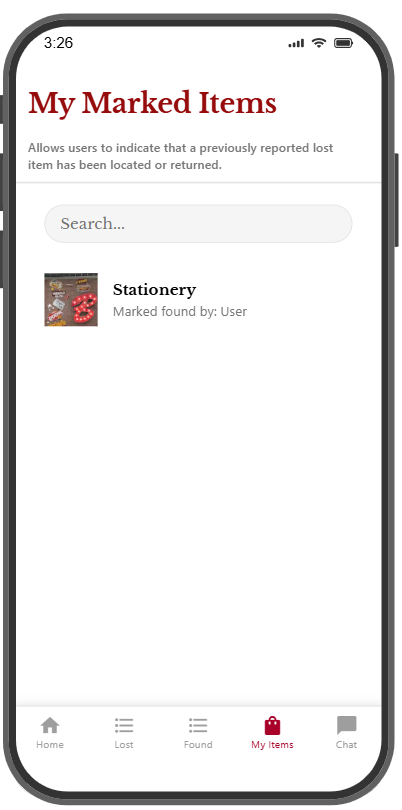 3:26
My Marked Items
Allows users to indicate that a previously reported lost
item has been located or returned.
Search...
Stationery
Marked found by: User
Home
Lost
Found
My Items
Chat